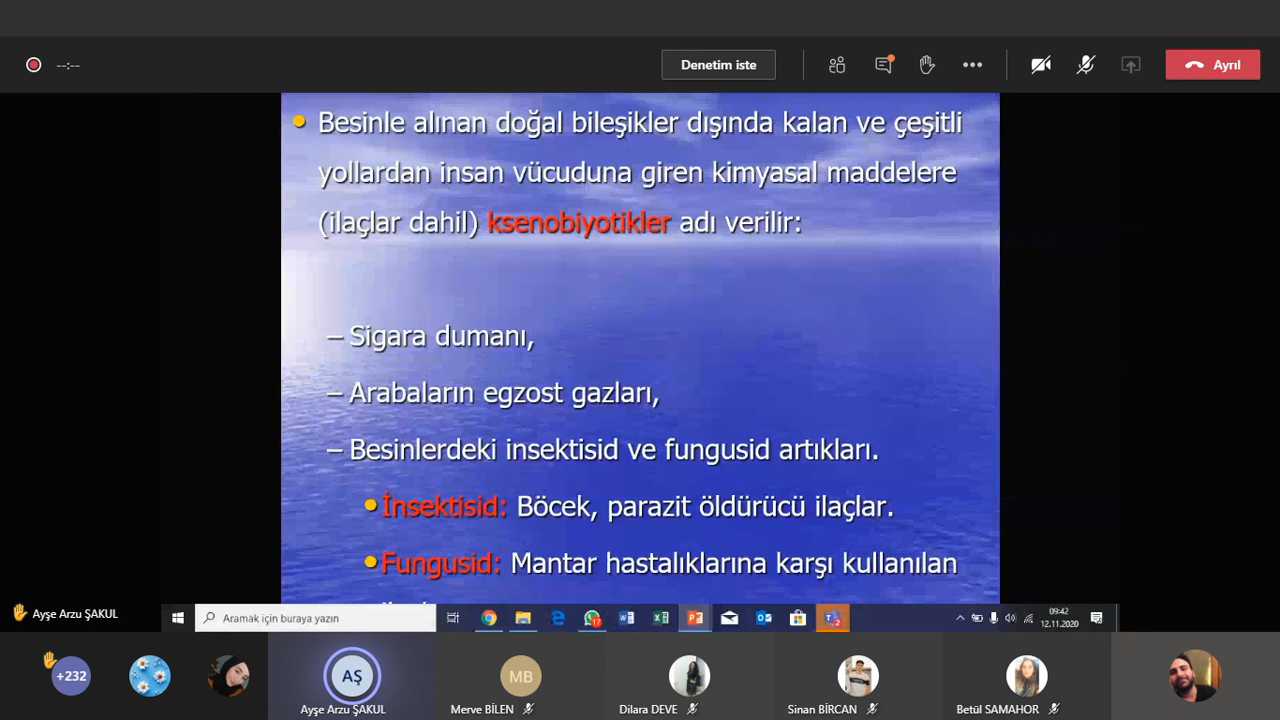 --:--
Denetim iste
Ayrıl
• Besinle alınan doğal bileşikler dışında kalan ve çeşitli
yollardan insan vücuduna giren kimyasal maddelere
(ilaçlar dahil) ksenobiyotikler adı verilir:
– Sigara dumanı,
– Arabaların egzost gazları,
– Besinlerdeki insektisid ve fungusid artıkları.
• İnsektisid: Böcek, parazit öldürücü ilaçlar.
• Fungusid: Mantar hastalıklarına karşı kullanılan
Ayşe Arzu ŞAKUL
Aramak için buraya yazın
09:42
12.11.2020
+232
AŞ
MB
Ayşe Arzu ŞAKUL
Merve BİLEN
Dilara DEVE
Sinan BİRCAN
Betül SAMAHOR